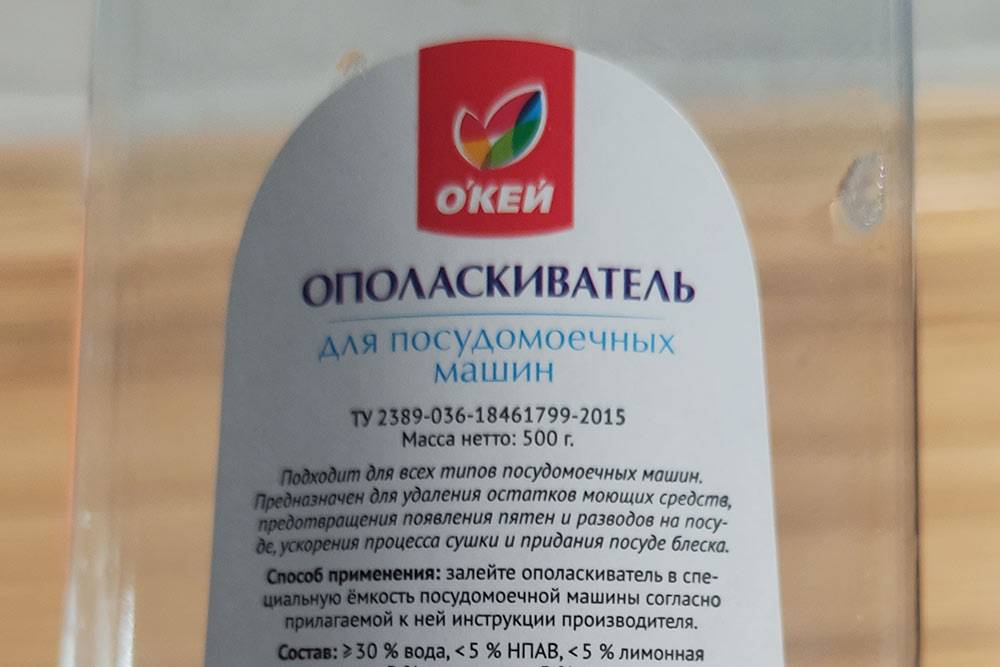 О'КЕЙ
ОПОЛАСКИВАТЕЛЬ
для посудомоечных
машин
ТУ 2389-036-18461799-2015
Масса нетто: 500 г.
Подходит для всех типов посудомоечных машин.
Предназначен для удаления остатков моющих средств,
предотвращения появления пятен и разводов на посу-
де, ускорения процесса сушки и придания посуде блеска.
Способ применения: залейте ополаскиватель в спе-
циальную ёмкость посудомоечной машины согласно
прилагаемой к ней инструкции производителя.
Состав: ≥30 % вода, <5 % НПАВ, <5 % лимонная